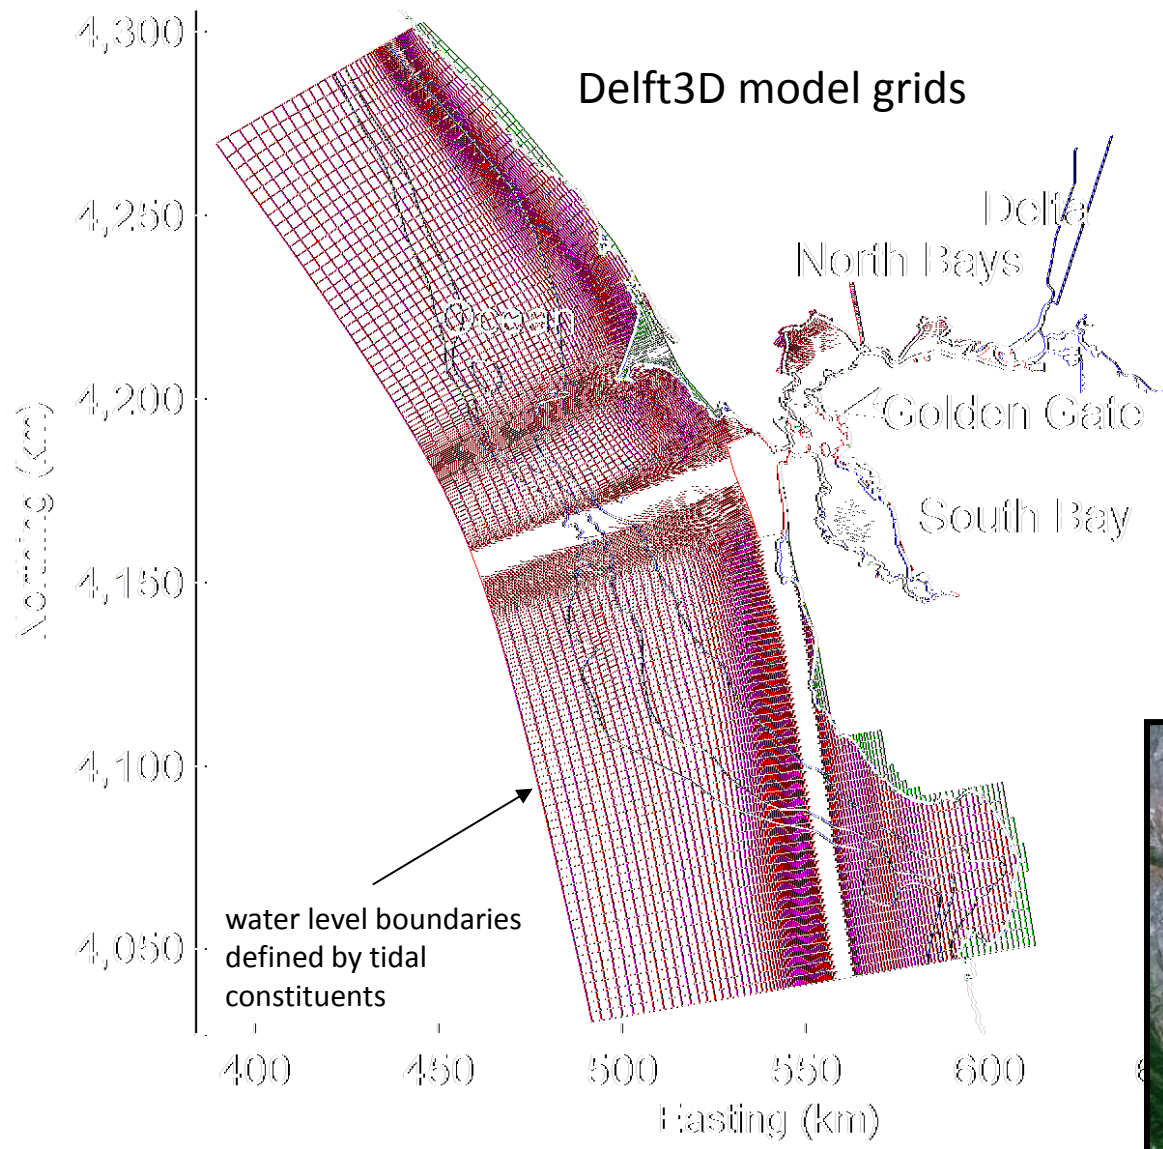 Delft3D model grids
4,300
4,250
4,200
4,150
4,100
4,050
Northing (km)
Delta
North Bays
Ocean
Golden Gate
South Bay
water level boundaries
defined by tidal
constituents
400
450
500
550
600
Easting (km)